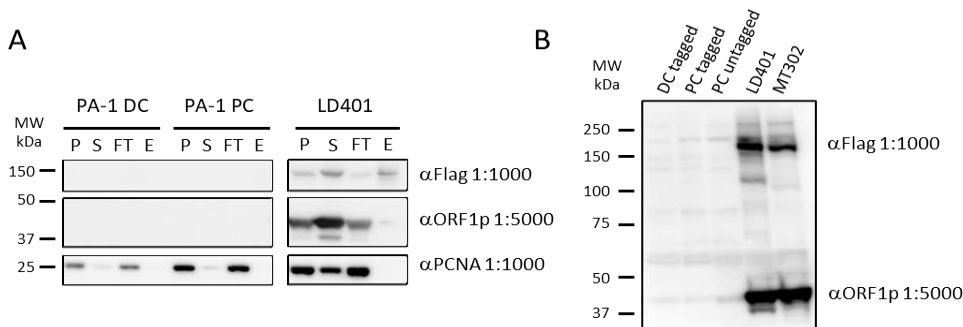 A
PA-1 DC PA-1 PC LD401
MW
kDa
P S FT E P S FT E P S FT E
150 αFlag 1:1000
50
37 αORF1p 1:5000
25 αPCNA 1:1000
B
MW
kDa
DC tagged
PC tagged
PC untagged
LD401
MT302
250
150 αFlag 1:1000
100
75
50
αORF1p 1:5000
37